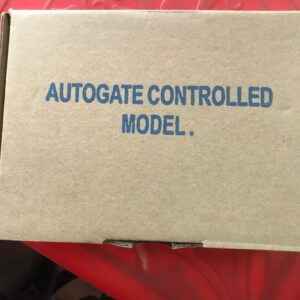 AUTOGATE CONTROLLED
MODEL .